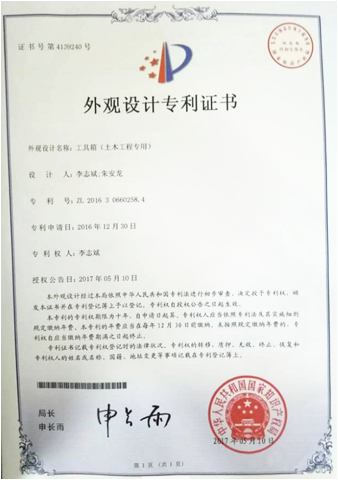 证书号第4139240号
外观设计专利证书
外观设计名称：工具箱（土木工程专用）
设 计 人：李志斌;朱安龙
专 利 号：ZL 2016 3 0660258.4
专利申请日：2016年12月30日
专 利 权 人：李志斌
授权公告日：2017年05月10日
本外观设计经过本局依照中华人民共和国专利法进行初步审查，决定授予专利权，颁
发本证书并在专利登记簿上予以登记。专利权自授权公告之日起生效。
本专利的专利权期限为十年，自申请日起算。专利权人应当依照专利法及其实施细则
规定缴纳年费。本专利的年费应当在每年12月30日前缴纳。未按照规定缴纳年费的，专利
权自应当缴纳年费期满之日起终止。
专利证书记载专利权登记时的法律状况。专利权的转移、质押、无效、终止、恢复
和专利权人的姓名或名称、国籍、地址变更等事项记载在专利登记簿上。
局长
申长雨
申长雨
中华人民共和国国家知识产权局
2017年05月10日
第 1 页（共 1 页）